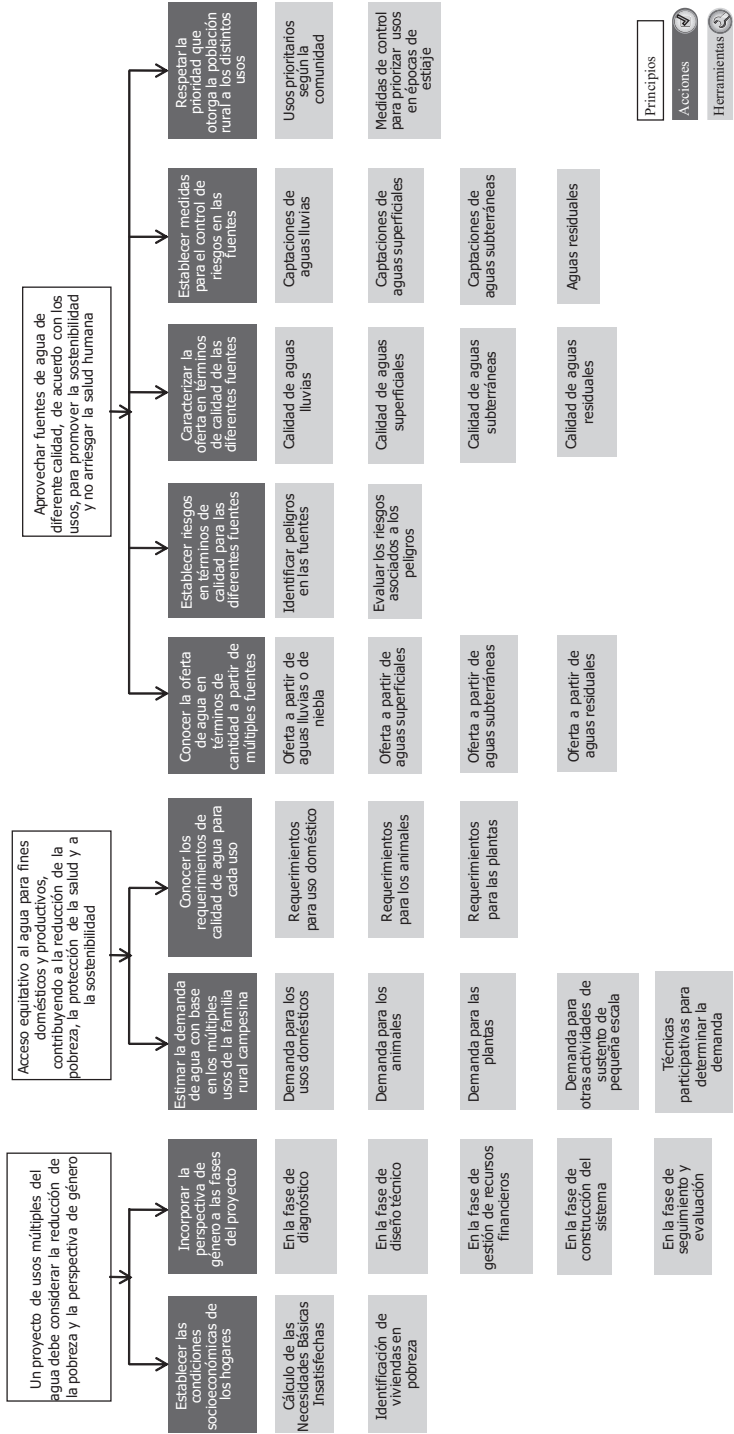 Un proyecto de usos múltiples del
agua debe considerar la reducción de
la pobreza y la perspectiva de género
Establecer las
condiciones
socioeconómicas de
los hogares
Cálculo de las
Necesidades Básicas
Insatisfechas
Identificación de
viviendas en
pobreza
Incorporar la
perspectiva de
género a las fases
del proyecto
En la fase de
diagnóstico
En la fase de
diseño técnico
En la fase de
gestión de recursos
financieros
En la fase de
construcción del
sistema
En la fase de
seguimiento y
evaluación
Acceso equitativo al agua para fines
domésticos y productivos,
contribuyendo a la reducción de la
pobreza, la protección de la salud y a
la sostenibilidad
Estimar la demanda
de agua con base
en los múltiples
usos de la familia
rural campesina
Demanda para los
usos domésticos
Demanda para los
animales
Demanda para las
plantas
Demanda para
otras actividades de
sustento de
pequeña escala
Técnicas
participativas para
determinar la
demanda
Conocer los
requerimientos de
calidad de agua para
cada uso
Requerimientos
para uso doméstico
Requerimientos
para los animales
Requerimientos
para las plantas
Aprovechar fuentes de agua de
diferente calidad, de acuerdo con los
usos, para promover la sostenibilidad
y no arriesgar la salud humana
Conocer la oferta
de agua en
términos de
cantidad a partir de
múltiples fuentes
Oferta a partir de
aguas lluvias o de
niebla
Oferta a partir de
aguas superficiales
Oferta a partir de
aguas subterráneas
Oferta a partir de
aguas residuales
Establecer riesgos
en términos de
calidad para las
diferentes fuentes
Identificar peligros
en las fuentes
Evaluar los riesgos
asociados a los
peligros
Caracterizar la
oferta en términos
de calidad de las
diferentes fuentes
Calidad de aguas
lluvias
Calidad de aguas
superficiales
Calidad de aguas
subterráneas
Calidad de aguas
residuales
Establecer medidas
para el control de
riesgos en las
fuentes
Captaciones de
aguas lluvias
Captaciones de
aguas superficiales
Captaciones de
aguas subterráneas
Aguas residuales
Respetar la
prioridad que
otorga la población
rural a los distintos
usos
Usos prioritarios
según la
comunidad
Medidas de control
para priorizar usos
en épocas de
estiaje
Principios
Acciones
Herramientas